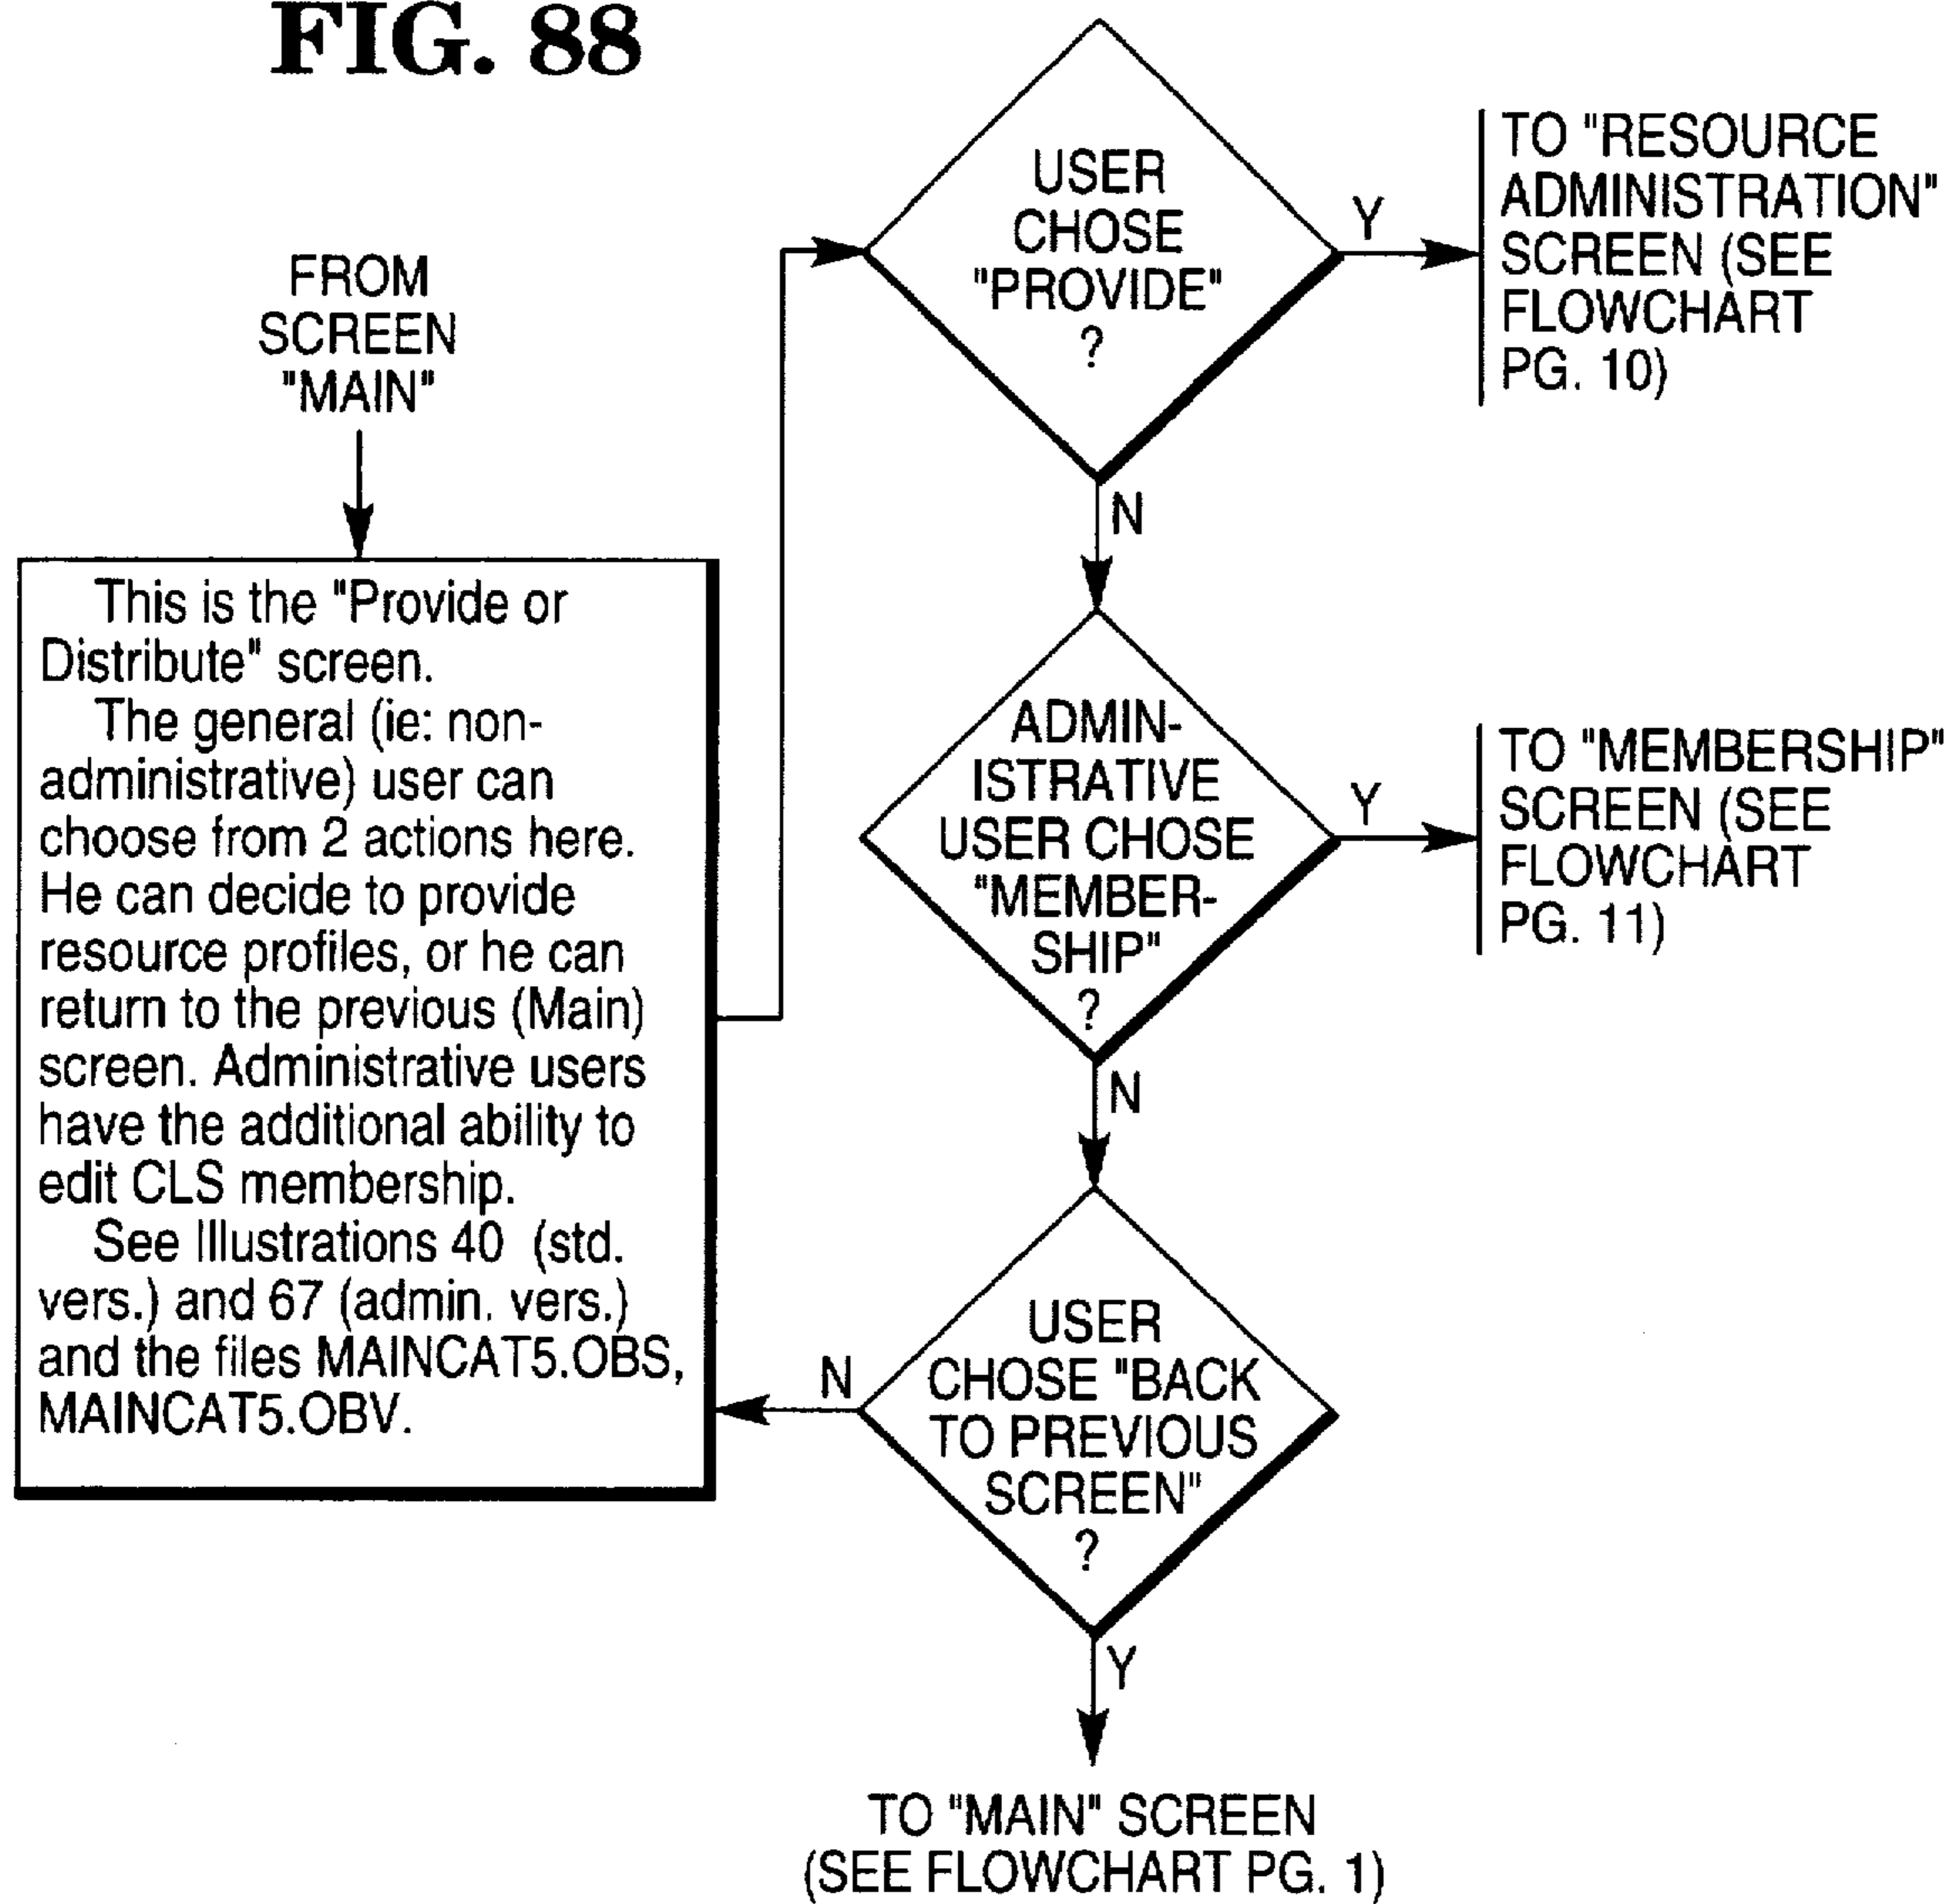 FIG. 88
FROM
SCREEN
"MAIN"
This is the "Provide or
Distribute" screen.
The general (ie: non-
administrative) user can
choose from 2 actions here.
He can decide to provide
resource profiles, or he can
return to the previous (Main)
screen. Administrative users
have the additional ability to
edit CLS membership.
See Illustrations 40 (std.
vers.) and 67 (admin. vers.)
and the files MAINCAT5.OBS,
MAINCAT5.OBV.
USER
CHOSE
"PROVIDE"
?
Y
TO "RESOURCE
ADMINISTRATION"
SCREEN (SEE
FLOWCHART
PG. 10)
N
ADMIN-
ISTRATIVE
USER CHOSE
"MEMBER-
SHIP"
?
Y
TO "MEMBERSHIP"
SCREEN (SEE
FLOWCHART
PG. 11)
N
USER
CHOSE "BACK
TO PREVIOUS
SCREEN"
?
N
Y
TO "MAIN" SCREEN
(SEE FLOWCHART PG. 1)